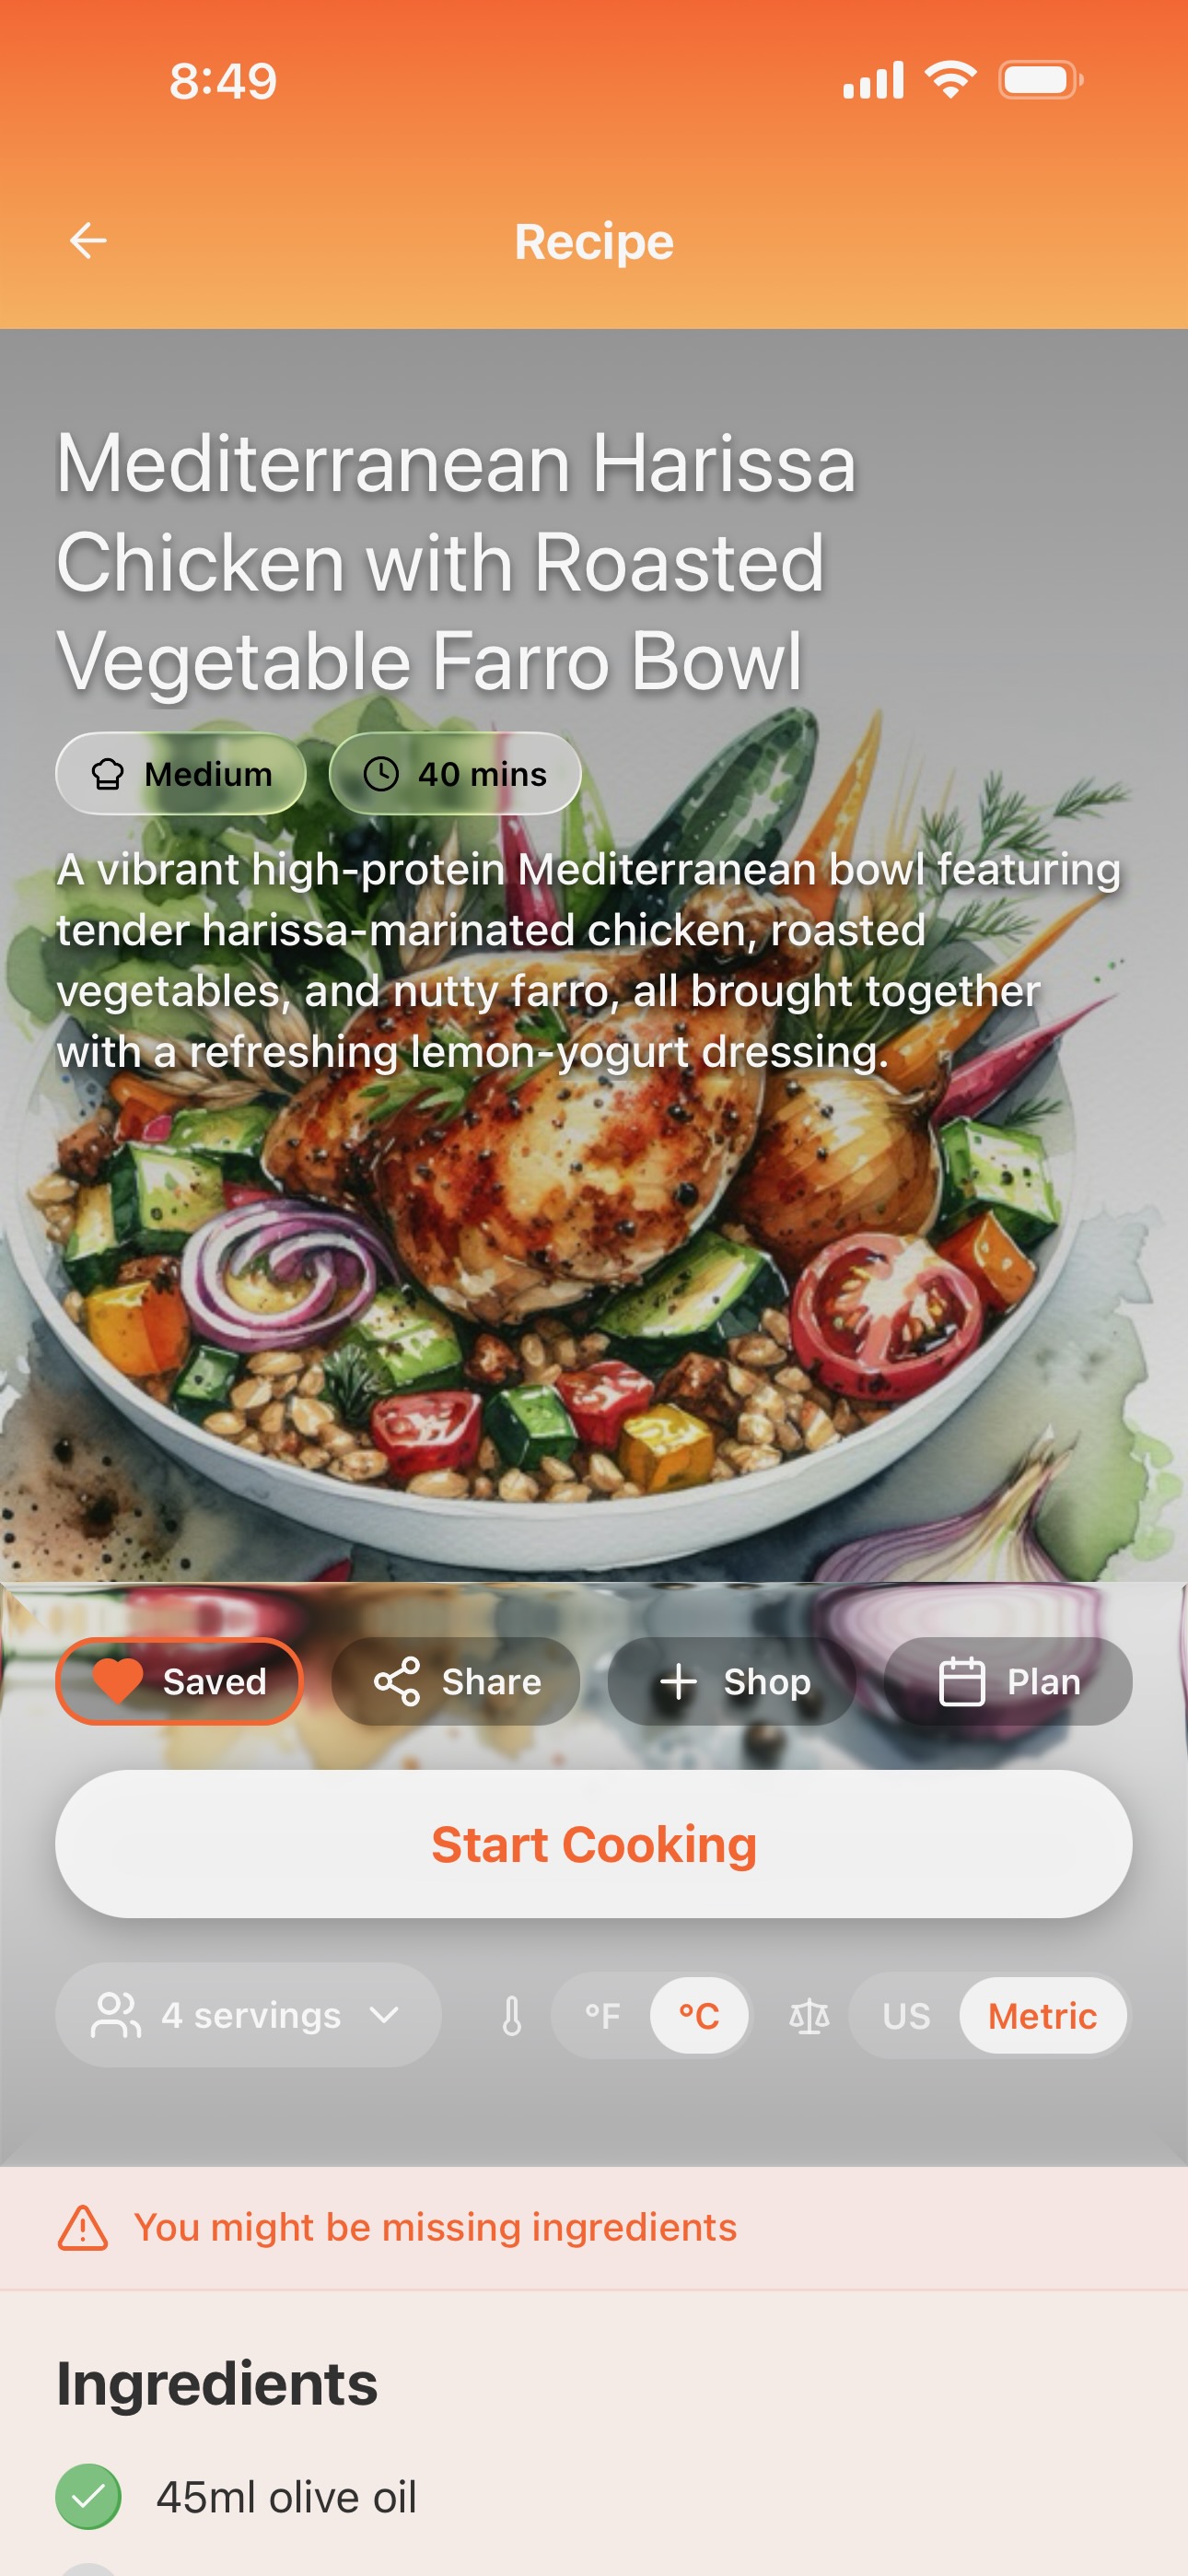 8:49
Recipe
Mediterranean Harissa
Chicken with Roasted
Vegetable Farro Bowl
Medium 40 mins
A vibrant high-protein Mediterranean bowl featuring
tender harissa-marinated chicken, roasted
vegetables, and nutty farro, all brought together
with a refreshing lemon-yogurt dressing.
Saved Share Shop Plan
Start Cooking
4 servings °F °C US Metric
You might be missing ingredients
Ingredients
45ml olive oil